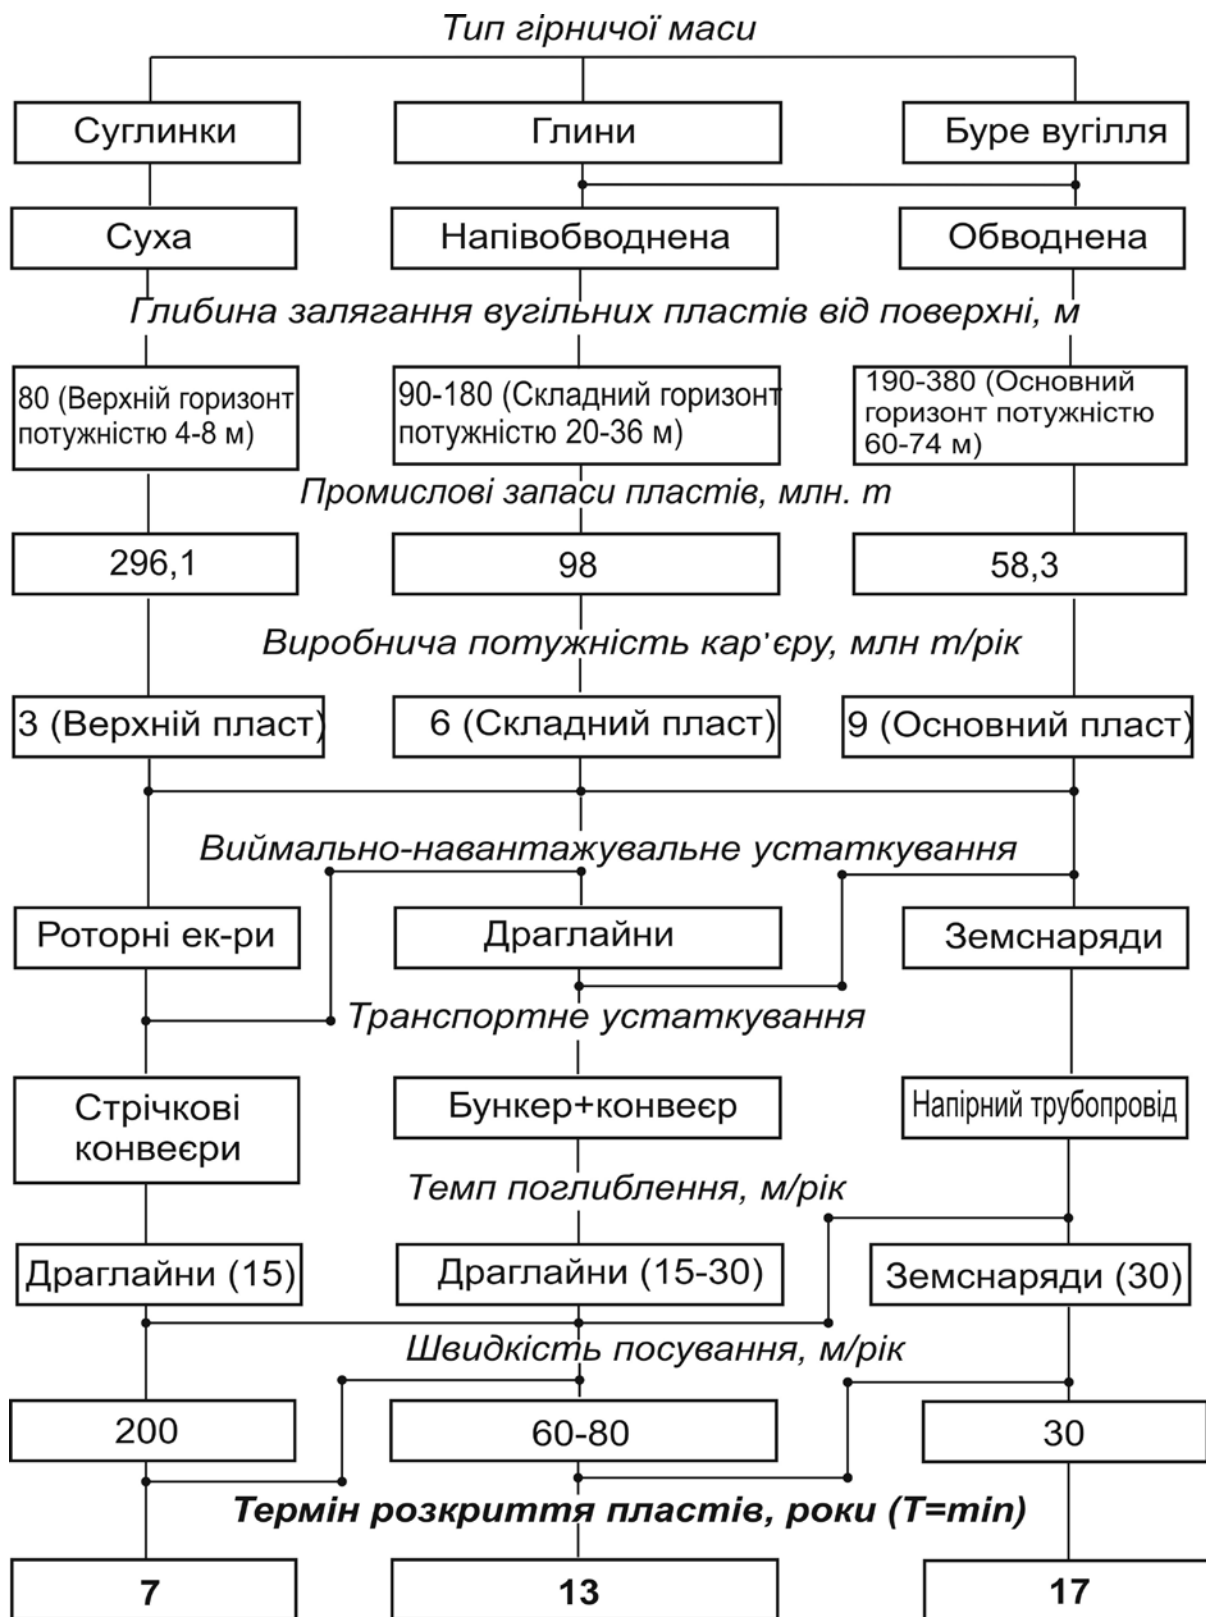 Тип гірничої маси
Суглинки
Глини
Буре вугілля
Суха
Напівобводнена
Обводнена
Глибина залягання вугільних пластів від поверхні, м
80 (Верхній горизонт
потужністю 4-8 м)
90-180 (Складний горизонт
потужністю 20-36 м)
190-380 (Основний
горизонт потужністю
60-74 м)
Промислові запаси пластів, млн. т
296,1
98
58,3
Виробнича потужність кар'єру, млн т/рік
3 (Верхній пласт)
6 (Складний пласт)
9 (Основний пласт)
Виймально-навантажувальне устаткування
Роторні ек-ри
Драглайни
Земснаряди
Транспортне устаткування
Стрічкові
конвеєри
Бункер+конвеєр
Напірний трубопровід
Темп поглиблення, м/рік
Драглайни (15)
Драглайни (15-30)
Земснаряди (30)
Швидкість посування, м/рік
200
60-80
30
Термін розкриття пластів, роки (T=min)
7
13
17